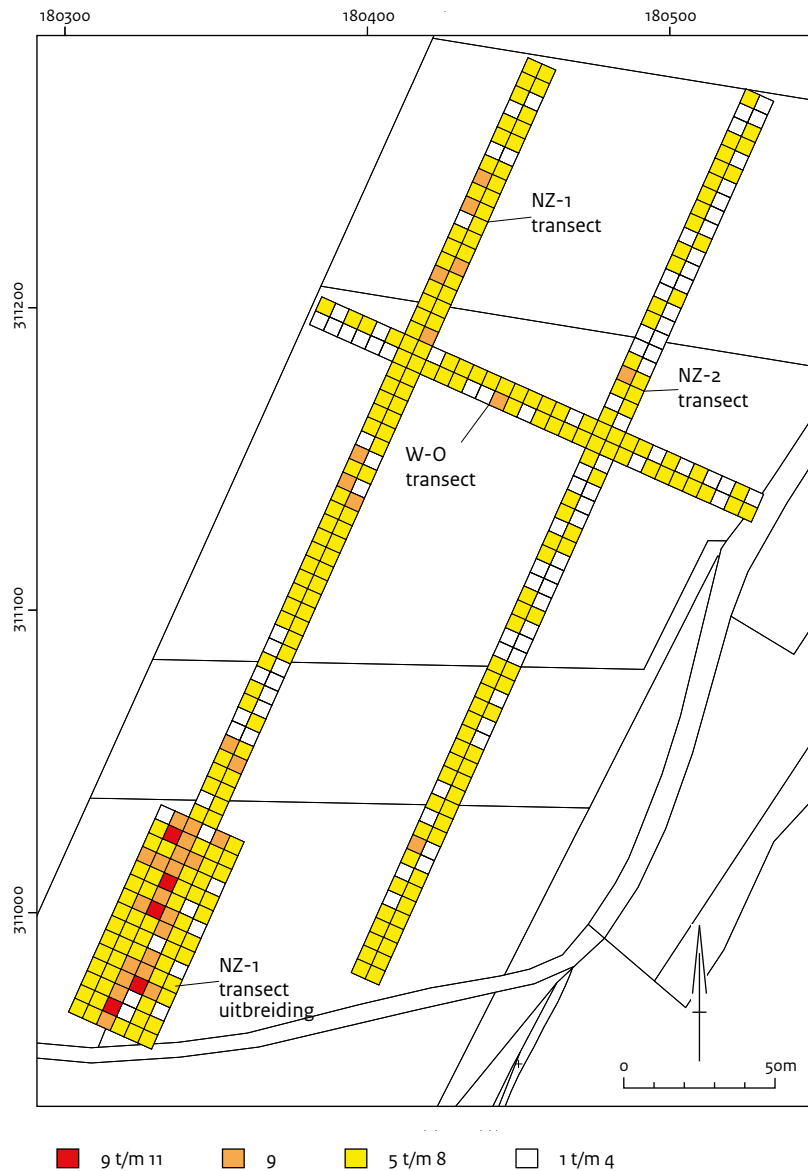 180300 180400 180500
311200
311100
311000
NZ-1
transect
NZ-2
transect
W-O
transect
NZ-1
transect
uitbreiding
0 50m
9 t/m 11 9 5 t/m 8 1 t/m 4